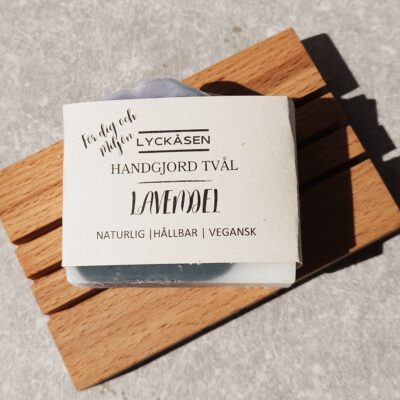 För dig och
Miljön
LYCKÅSEN
HANDGJORD TVÅL
LAVENDEL
NATURLIG |HÅLLBAR | VEGANSK